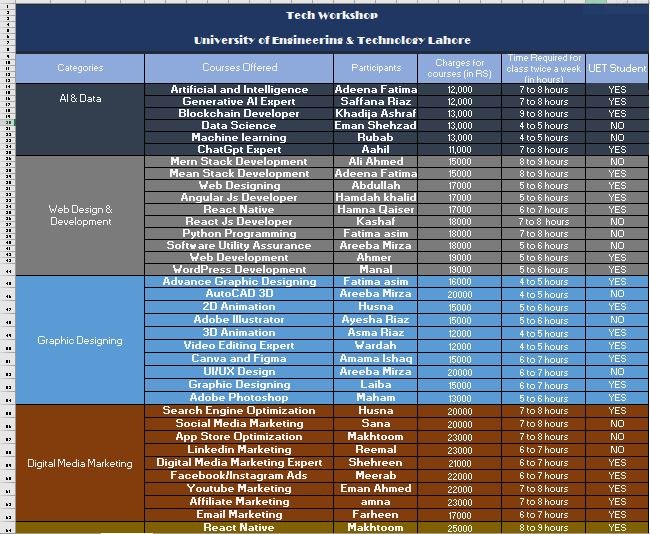 Tech Workshop
University of Engineering & Technology Lahore
Categories Courses Offered Participants Charges for courses (in RS) Time Required for class twice a week (in hours) UET Student
AI & Data
Artificial and Intelligence Adeena Fatima 12,000 7 to 8 hours YES
Generative AI Expert Saffana Riaz 12,000 7 to 8 hours YES
Blockchain Developer Khadija Ashraf 13,000 9 to 8 hours YES
Data Science Eman Shehzad 13,000 4 to 5 hours NO
Machine learning Rubab 13,000 4 to 5 hours NO
ChatGpt Expert Aahil 11,000 7 to 8 hours YES
Web Design & Development
Mern Stack Development Ali Ahmed 15000 8 to 9 hours NO
Mean Stack Development Adeena Fatima 15000 8 to 9 hours YES
Web Designing Abdullah 17000 5 to 6 hours YES
Angular Js Developer Hamdah khalid 17000 5 to 6 hours YES
React Native Hamna Qaiser 17000 6 to 7 hours YES
React Js Developer Kashaf 18000 7 to 8 hours NO
Python Programming Fatima asim 18000 7 to 8 hours NO
Software Utility Assurance Areeba Mirza 18000 5 to 6 hours NO
Web Development Ahmer 19000 5 to 6 hours YES
WordPress Development Manal 19000 5 to 6 hours YES
Graphic Designing
Advance Graphic Designing Fatima asim 16000 4 to 5 hours YES
AutoCAD 3D Areeba Mirza 20000 4 to 5 hours NO
2D Animation Husna 15000 5 to 6 hours YES
Adobe Illustrator Ayesha Riaz 15000 5 to 6 hours NO
3D Animation Asma Riaz 12000 4 to 5 hours YES
Video Editing Expert Wardah 12000 4 to 5 hours YES
Canva and Figma Amama Ishaq 15000 6 to 7 hours YES
UI/UX Design Areeba Mirza 20000 6 to 7 hours NO
Graphic Designing Laiba 15000 6 to 7 hours YES
Adobe Photoshop Maham 13000 5 to 6 hours YES
Digital Media Marketing
Search Engine Optimization Husna 20000 7 to 8 hours YES
Social Media Marketing Sana 20000 7 to 8 hours NO
App Store Optimization Makhtoom 23000 7 to 8 hours NO
Linkedin Marketing Reemal 23000 6 to 7 hours NO
Digital Media Marketing Expert Shehreen 21000 6 to 7 hours YES
Facebook/Instagram Ads Meerab 22000 6 to 7 hours YES
Youtube Marketing Eman Ahmed 22000 7 to 8 hours YES
Affiliate Marketing amna 23000 7 to 8 hours YES
Email Marketing Farheen 17000 6 to 7 hours YES
React Native Makhtoom 25000 8 to 9 hours YES